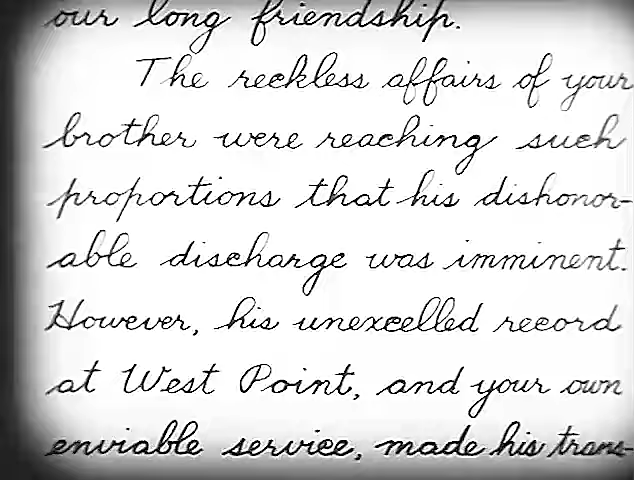 our long friendship.
The reckless affairs of your
brother were reaching such
proportions that his dishonor-
able discharge was imminent.
However, his unexcelled record
at West Point, and your own
enviable service, made his trans-